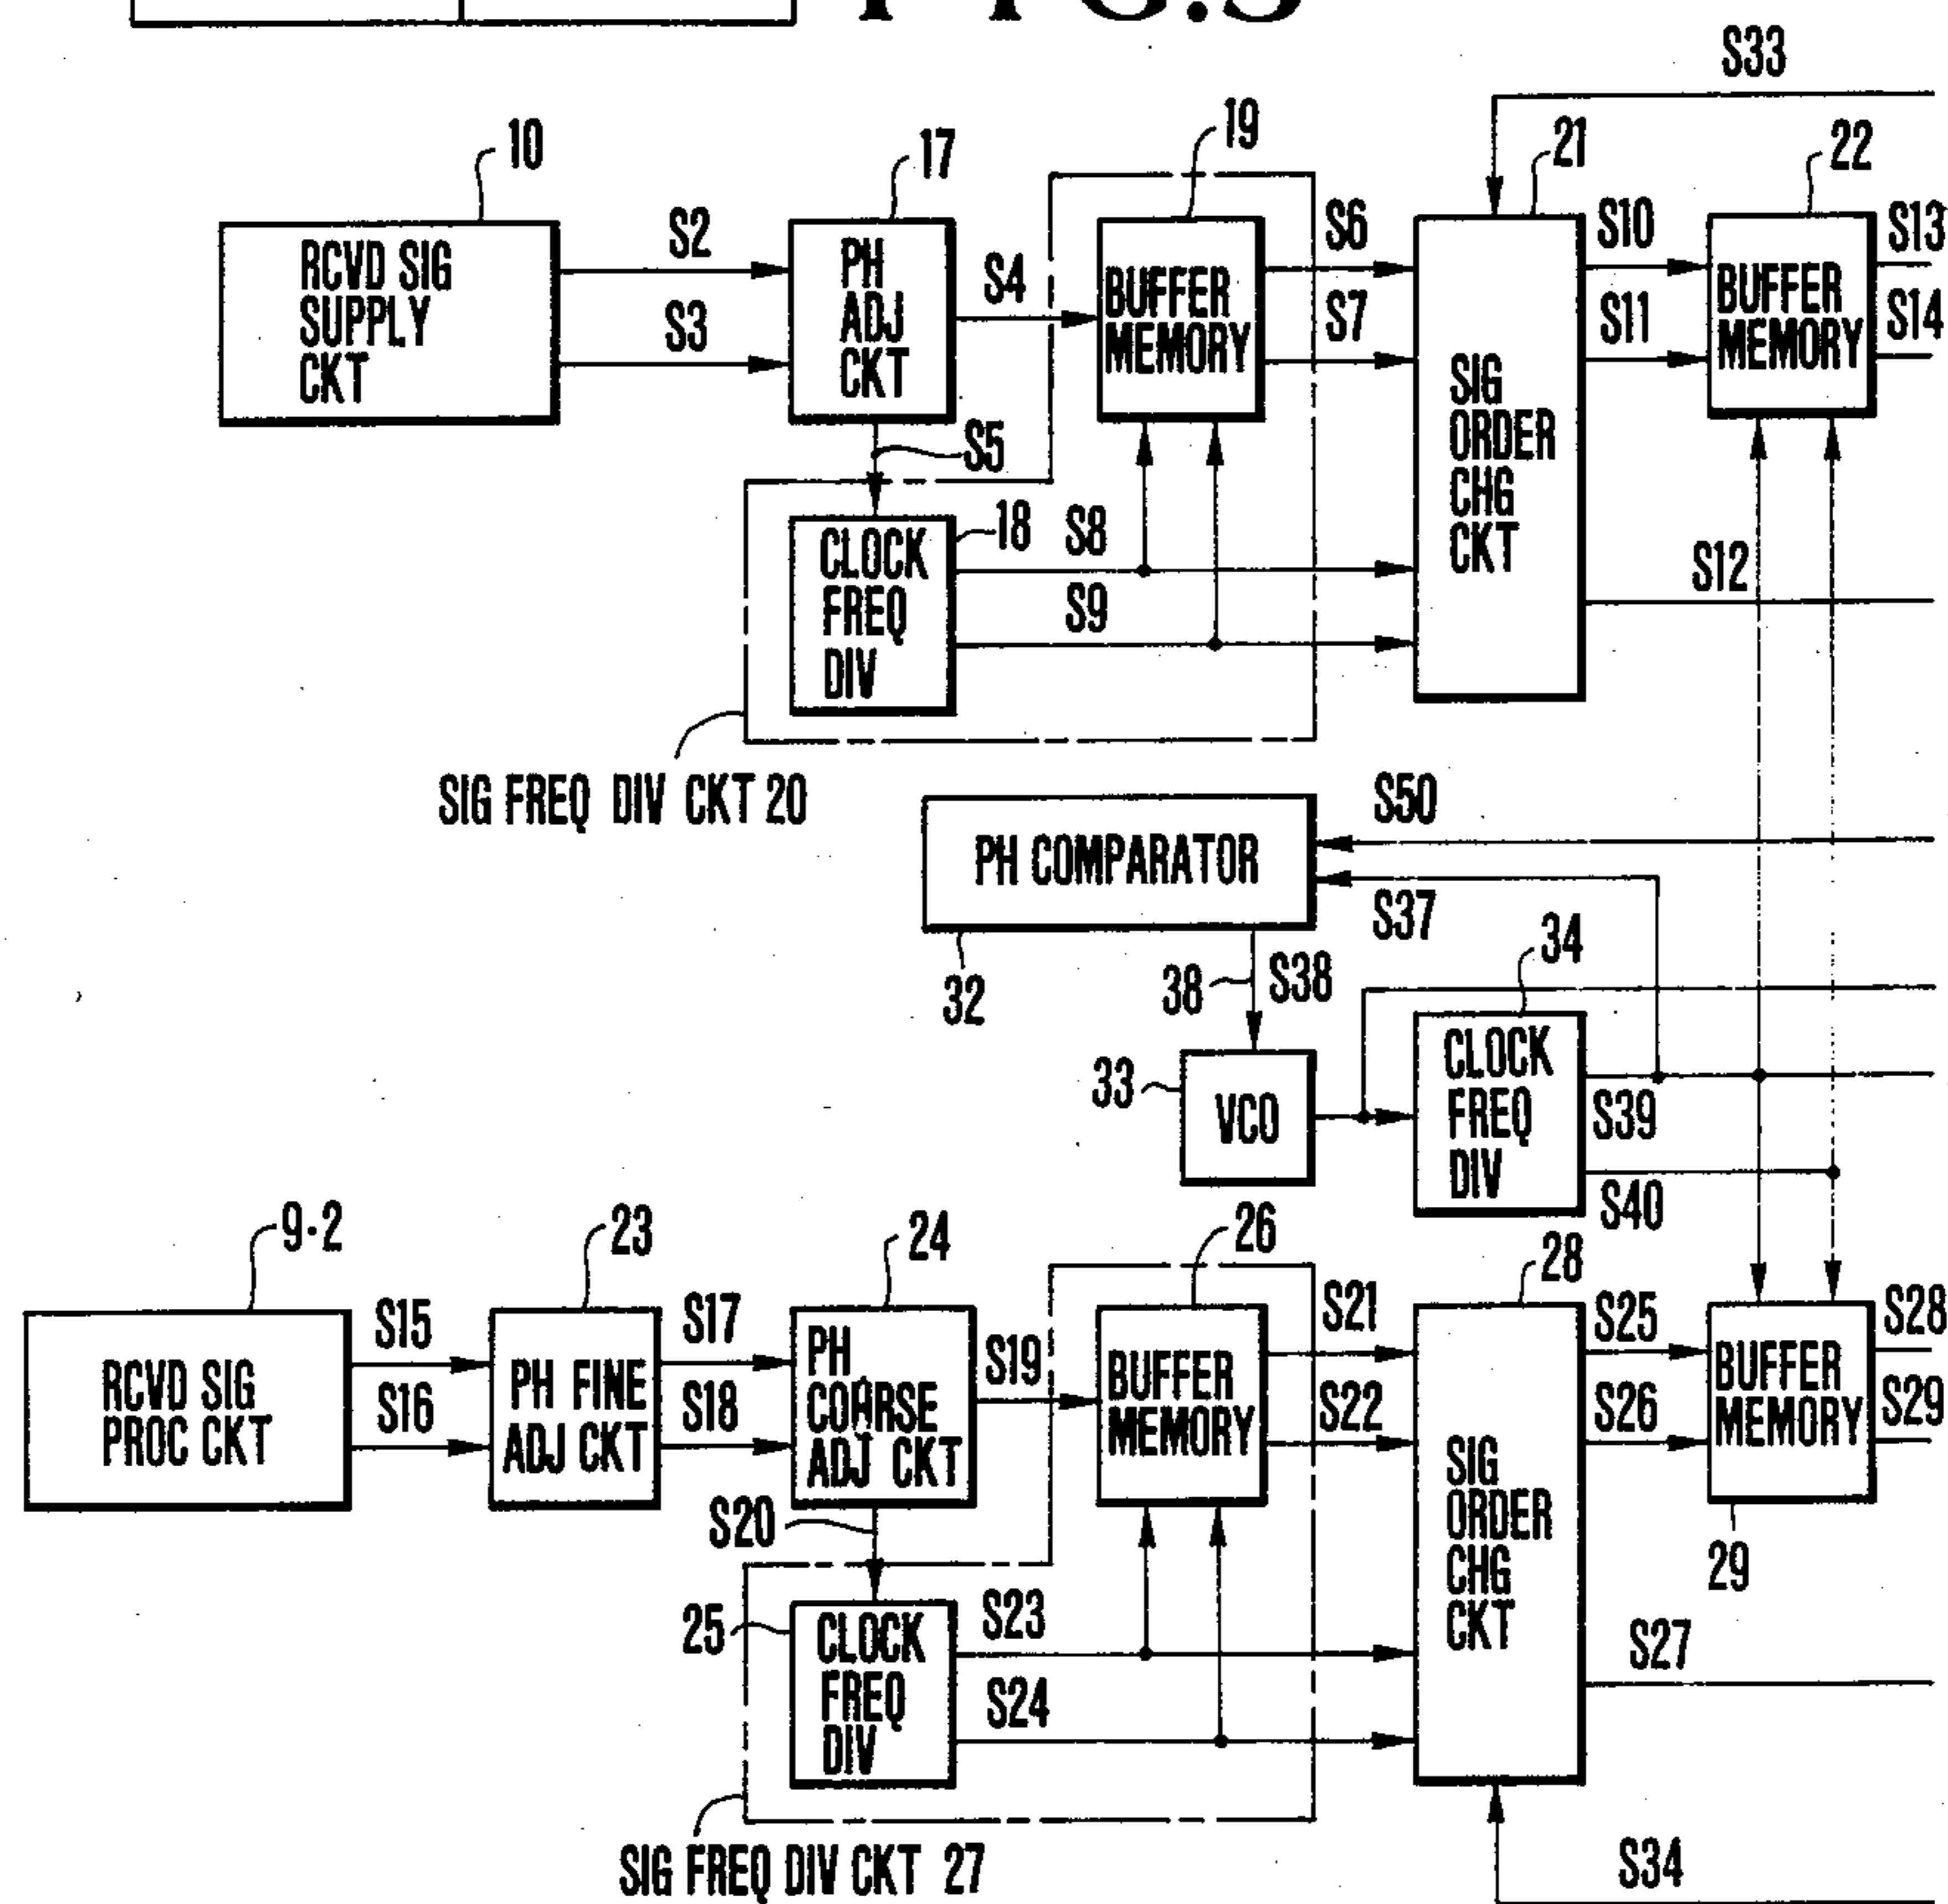 S33
10
17
19
21
22
RCVD SIG
SUPPLY
CKT
S2
S3
PH
ADJ
CKT
S4
S5
BUFFER
MEMORY
S6
S7
SIG
ORDER
CHG
CKT
S10
S11
BUFFER
MEMORY
S13
S14
S12
18
CLOCK
FREQ
DIV
S8
S9
SIG FREQ DIV CKT 20
PH COMPARATOR
S50
S37
32
38
S38
34
33
VCO
CLOCK
FREQ
DIV
S39
S40
9·2
23
24
26
28
RCVD SIG
PROC CKT
S15
S16
PH FINE
ADJ CKT
S17
S18
PH
COARSE
ADJ CKT
S19
S20
BUFFER
MEMORY
S21
S22
SIG
ORDER
CHG
CKT
S25
S26
BUFFER
MEMORY
S28
S29
29
25
CLOCK
FREQ
DIV
S23
S24
S27
SIG FREQ DIV CKT 27
S34